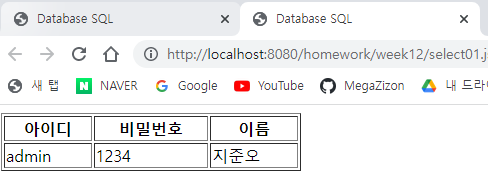 Database SQL Database SQL
http://localhost:8080/homework/week12/select01.j
새 탭 NAVER Google YouTube MegaZizon 내 드라
아이디 비밀번호 이름
admin 1234 지준오